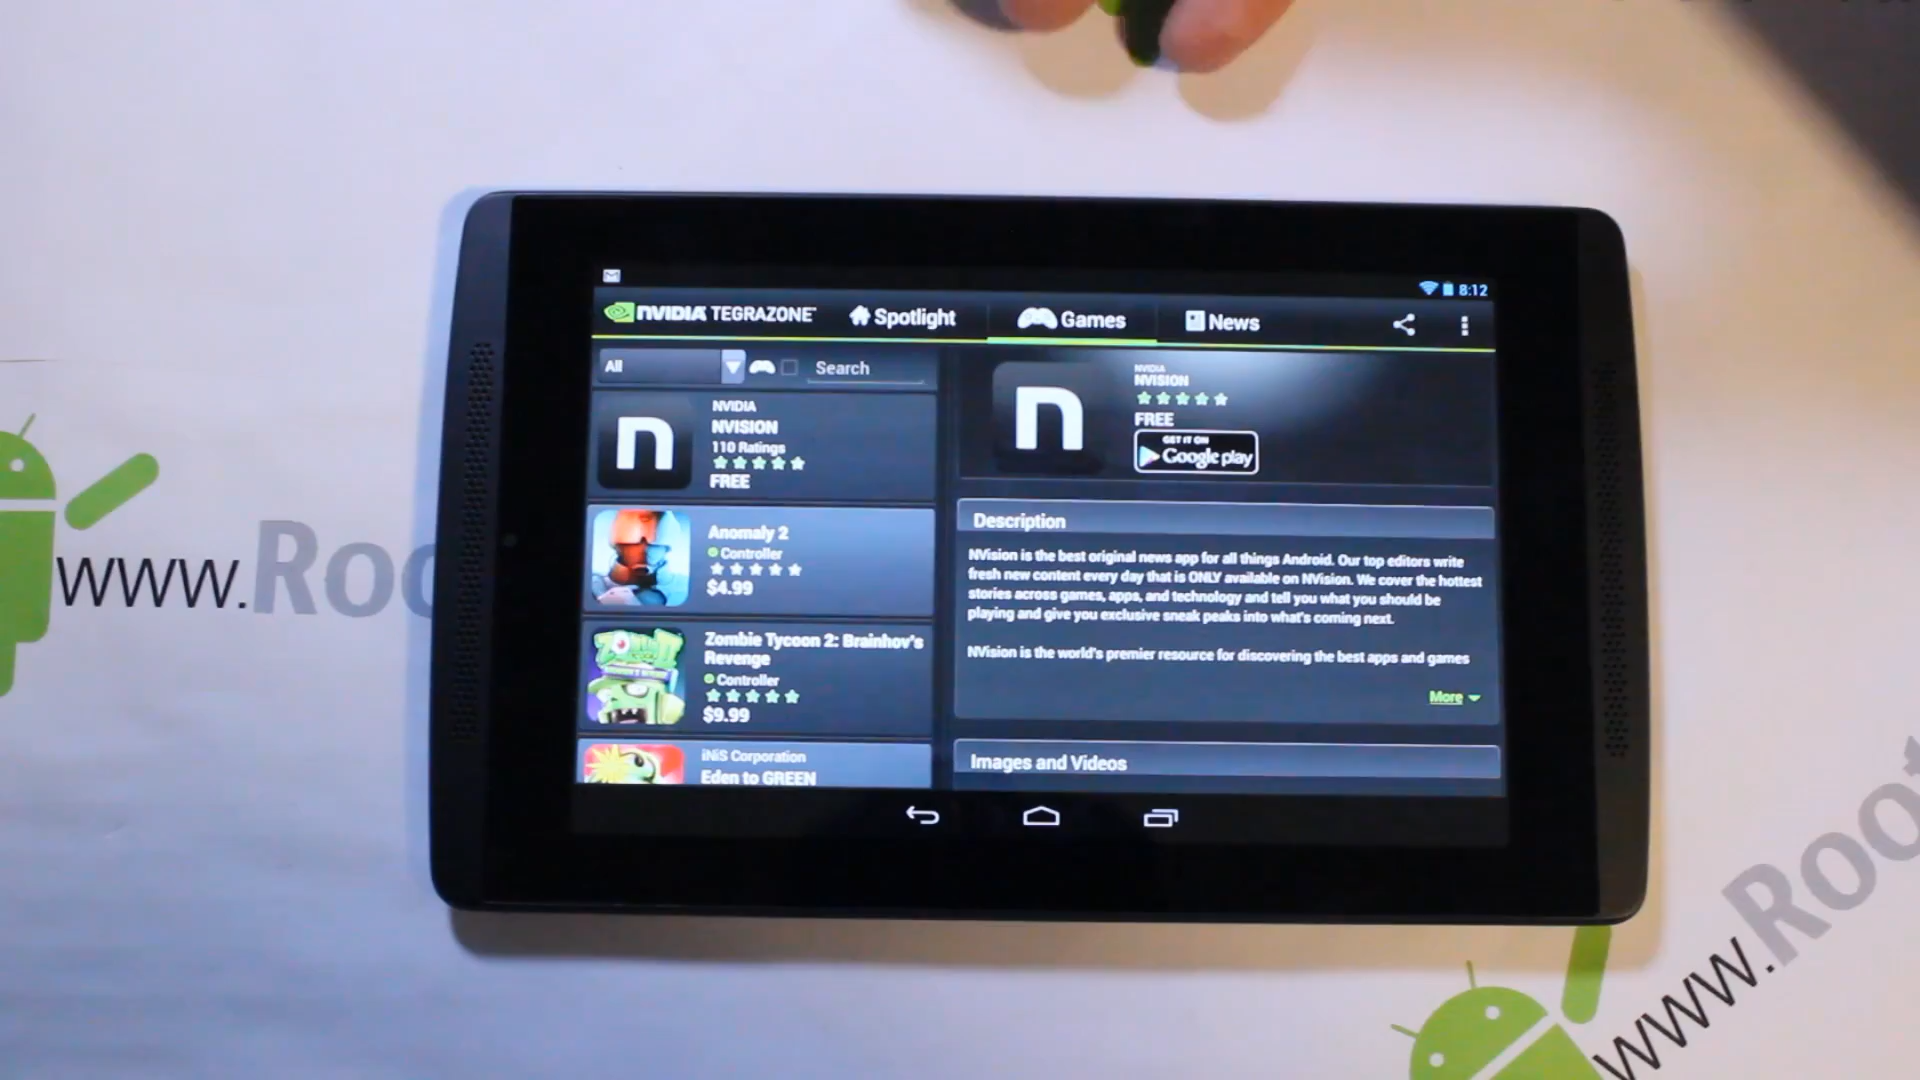 8:12
NVIDIA TEGRAZONE™
Spotlight
Games
News
All
Search
NVIDIA
NVISION
110 Ratings
FREE
Anomaly 2
Controller
$4.99
Zombie Tycoon 2: Brainhov's
Revenge
Controller
$9.99
iNiS Corporation
Eden to GREEN
n
n
NVIDIA
NVISION
FREE
GET IT ON
Google play
Description
NVision is the best original news app for all things Android. Our top editors write
fresh new content every day that is ONLY available on NVision. We cover the hottest
stories across games, apps, and technology and tell you what you should be
playing and give you exclusive sneak peaks into what's coming next.
NVision is the world's premier resource for discovering the best apps and games
More
Images and Videos
www.Roo
www.Root